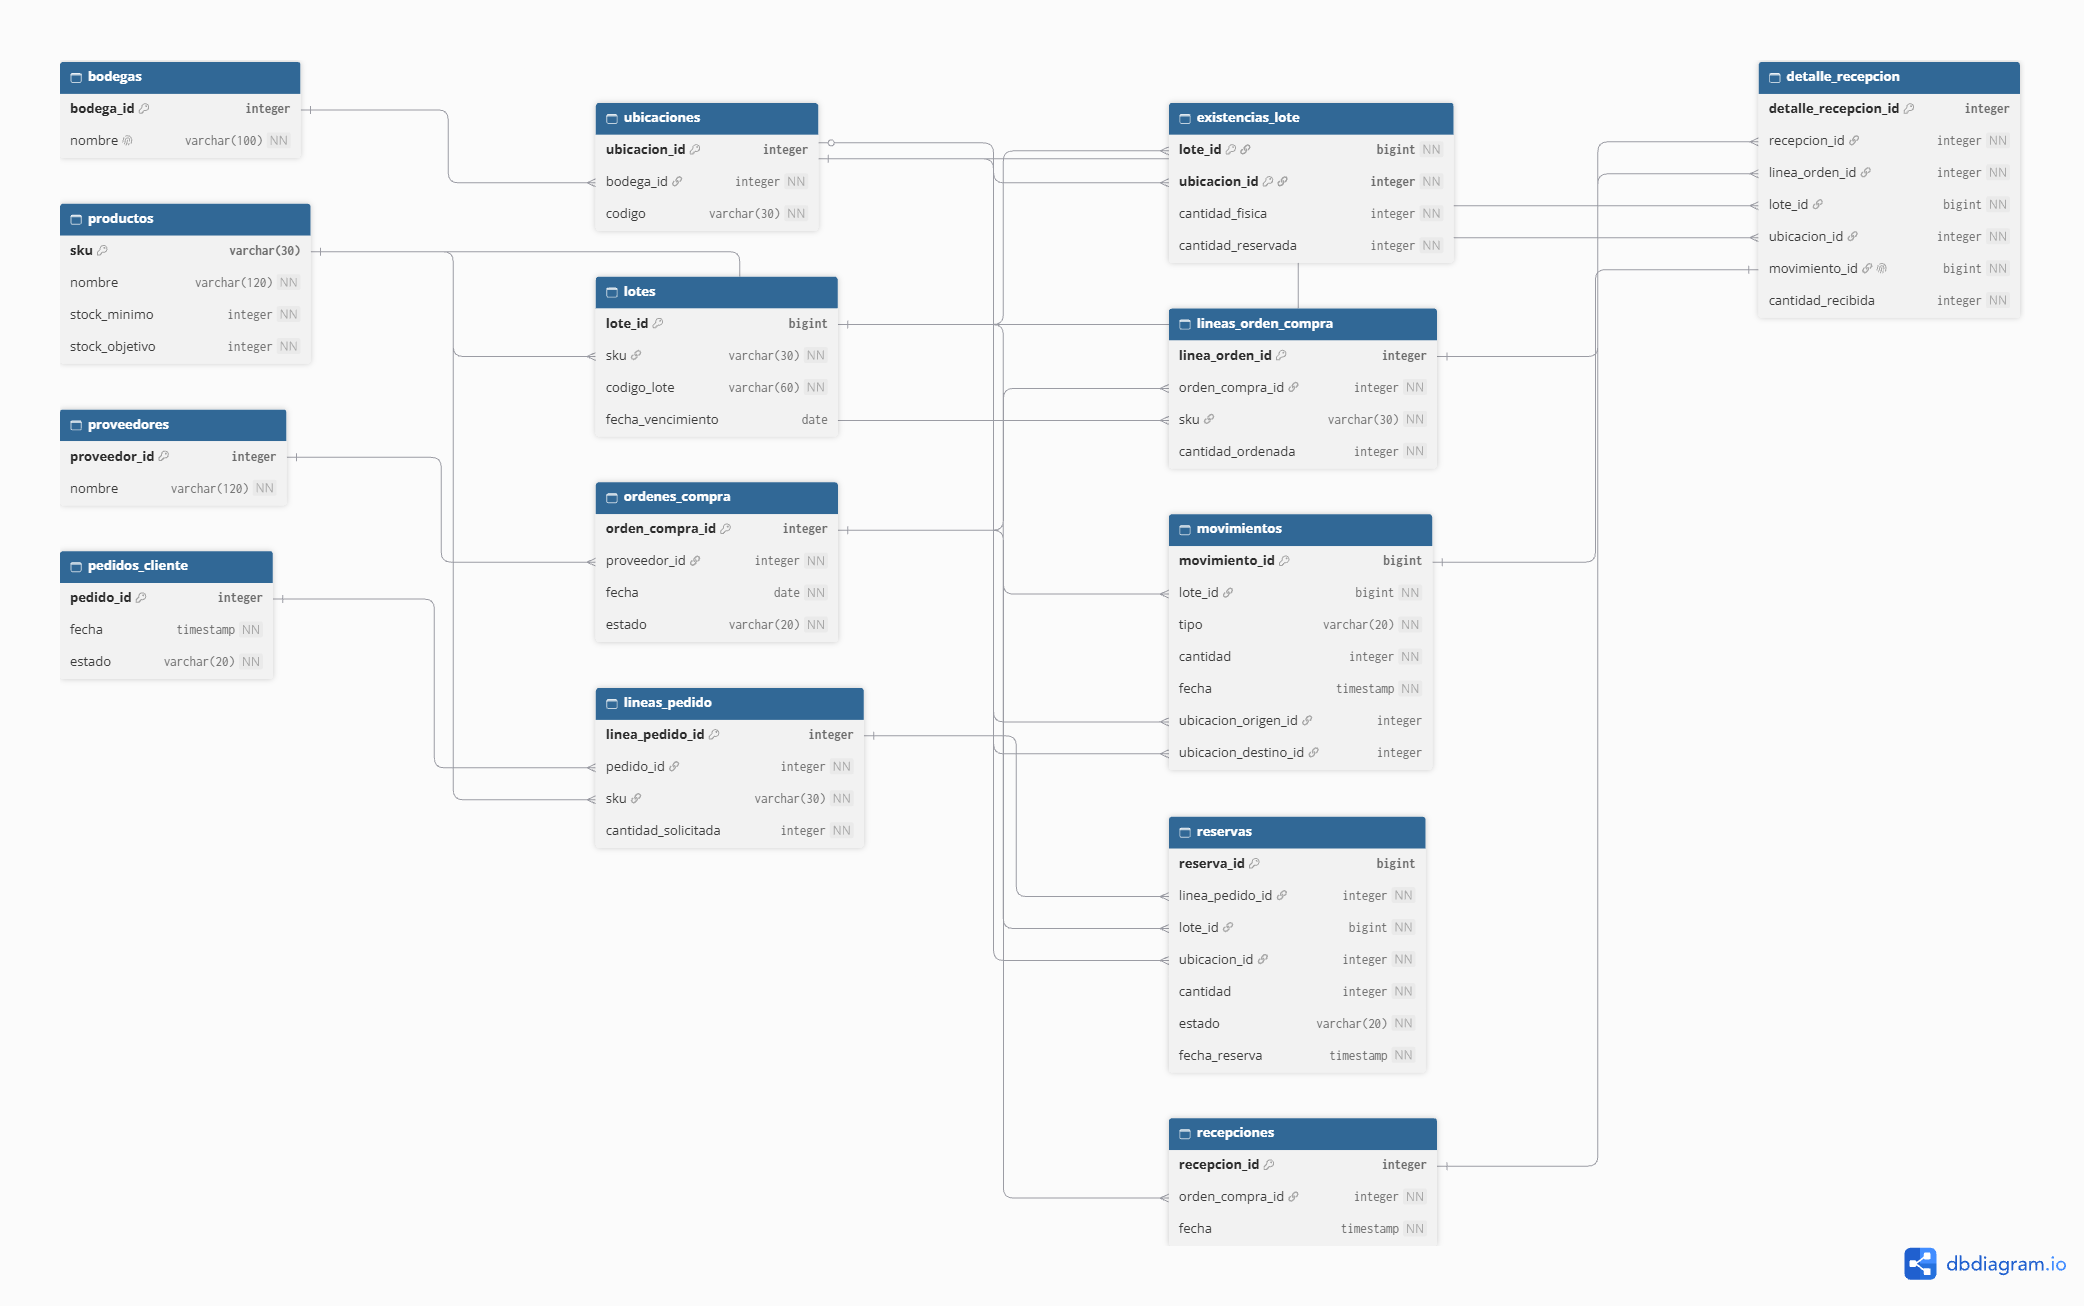 bodegas
bodega_id integer
nombre varchar(100) NN
productos
sku varchar(30)
nombre varchar(120) NN
stock_minimo integer NN
stock_objetivo integer NN
proveedores
proveedor_id integer
nombre varchar(120) NN
pedidos_cliente
pedido_id integer
fecha timestamp NN
estado varchar(20) NN
ubicaciones
ubicacion_id integer
bodega_id integer NN
codigo varchar(30) NN
lotes
lote_id bigint
sku varchar(30) NN
codigo_lote varchar(60) NN
fecha_vencimiento date
ordenes_compra
orden_compra_id integer
proveedor_id integer NN
fecha date NN
estado varchar(20) NN
lineas_pedido
linea_pedido_id integer
pedido_id integer NN
sku varchar(30) NN
cantidad_solicitada integer NN
existencias_lote
lote_id bigint NN
ubicacion_id integer NN
cantidad_fisica integer NN
cantidad_reservada integer NN
lineas_orden_compra
linea_orden_id integer
orden_compra_id integer NN
sku varchar(30) NN
cantidad_ordenada integer NN
movimientos
movimiento_id bigint
lote_id bigint NN
tipo varchar(20) NN
cantidad integer NN
fecha timestamp NN
ubicacion_origen_id integer
ubicacion_destino_id integer
reservas
reserva_id bigint
linea_pedido_id integer NN
lote_id bigint NN
ubicacion_id integer NN
cantidad integer NN
estado varchar(20) NN
fecha_reserva timestamp NN
recepciones
recepcion_id integer
orden_compra_id integer NN
fecha timestamp NN
detalle_recepcion
detalle_recepcion_id integer
recepcion_id integer NN
linea_orden_id integer NN
lote_id bigint NN
ubicacion_id integer NN
movimiento_id bigint NN
cantidad_recibida integer NN
dbdiagram.io